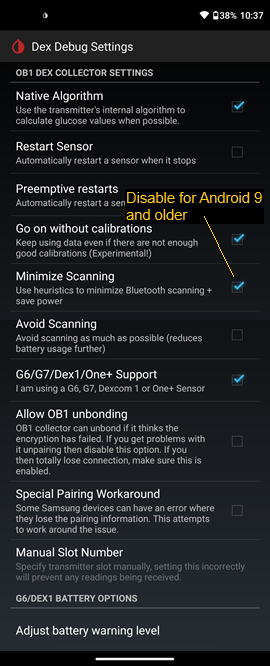 38% 10:37
Dex Debug Settings
OB1 DEX COLLECTOR SETTINGS
Native Algorithm
Use the transmitter's internal algorithm to
calculate glucose values when possible.
Restart Sensor
Automatically restart a sensor when it stops
Preemptive restarts
Automatically restart a sen
Disable for Android 9
and older
Go on without calibrations
Keep using data even if there are not enough
good calibrations (Experimental!)
Minimize Scanning
Use heuristics to minimize Bluetooth scanning +
save power
Avoid Scanning
Avoid scanning as much as possible (reduces
battery usage further)
G6/G7/Dex1/One+ Support
I am using a G6, G7, Dexcom 1 or One+ Sensor
Allow OB1 unbonding
OB1 collector can unbond if it thinks the
encryption has failed. If you get problems with
it unpairing then disable this option. If you
then totally lose connection, make sure this is
enabled.
Special Pairing Workaround
Some Samsung devices can have an error where
they lose the pairing information. This attempts
to work around the issue.
Manual Slot Number
Specify transmitter slot manually, setting this incorrectly
will prevent any readings being received.
G6/DEX1 BATTERY OPTIONS
Adjust battery warning level